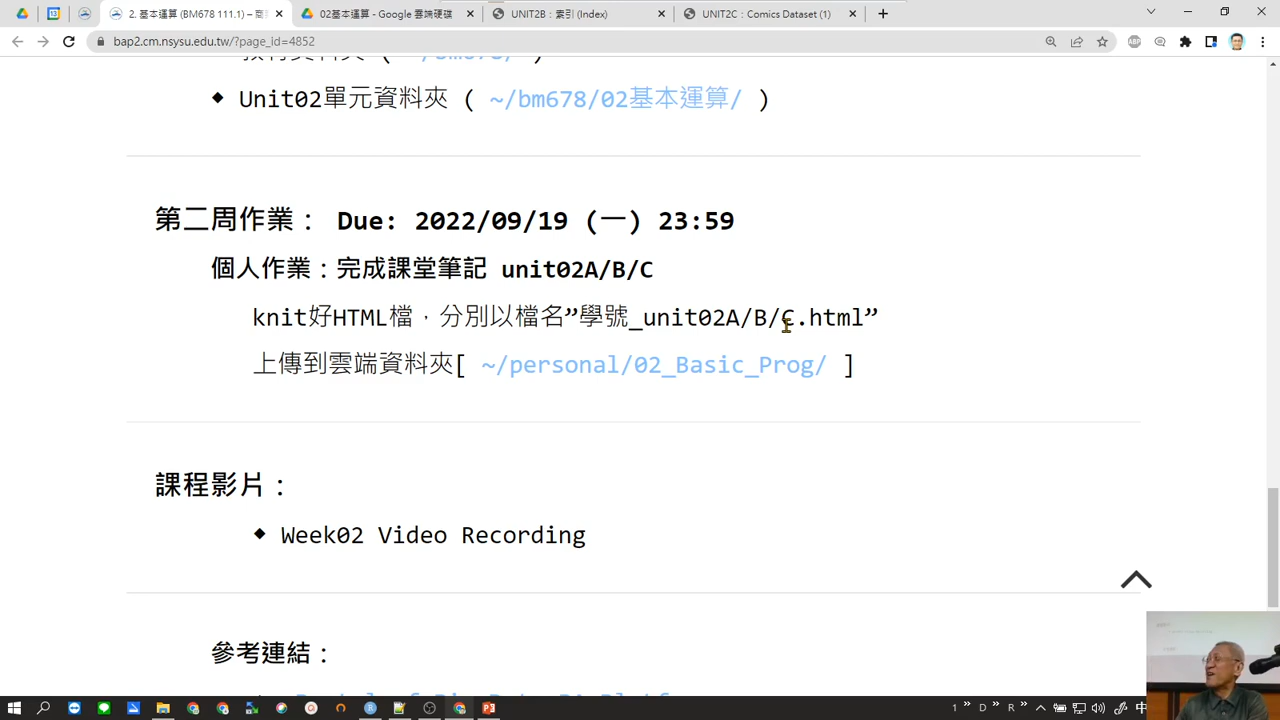 2. 基本運算 (BM678 111.1) –
02基本運算 - Google 雲端硬碟
UNIT2B：索引 (Index)
UNIT2C：Comics Dataset (1)
bap2.cm.nsysu.edu.tw/?page_id=4852
◆ Unit02單元資料夾 ( ~/bm678/02基本運算/ )
第二周作業： Due: 2022/09/19 (一) 23:59
個人作業：完成課堂筆記 unit02A/B/C
knit好HTML檔，分別以檔名”學號_unit02A/B/C.html”
上傳到雲端資料夾[ ~/personal/02_Basic_Prog/ ]
課程影片：
◆ Week02 Video Recording
參考連結：
1 » D » R » 中